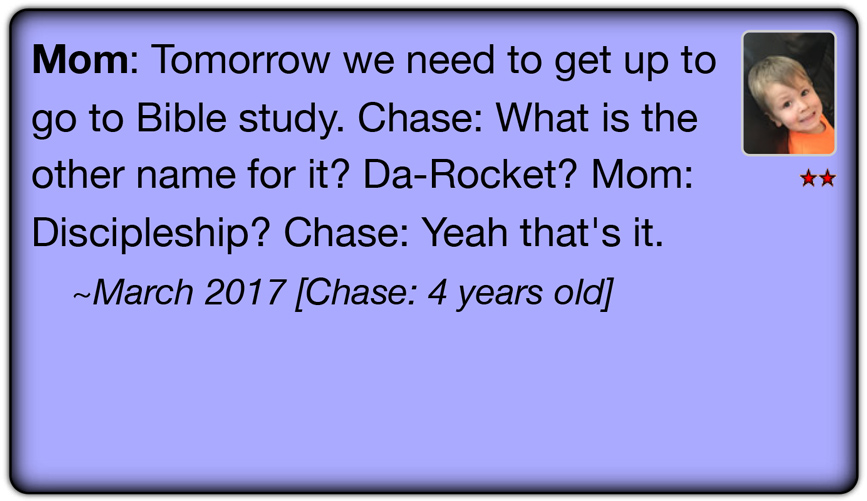 Mom: Tomorrow we need to get up to
go to Bible study. Chase: What is the
other name for it? Da-Rocket? Mom:
Discipleship? Chase: Yeah that's it.
~March 2017 [Chase: 4 years old]